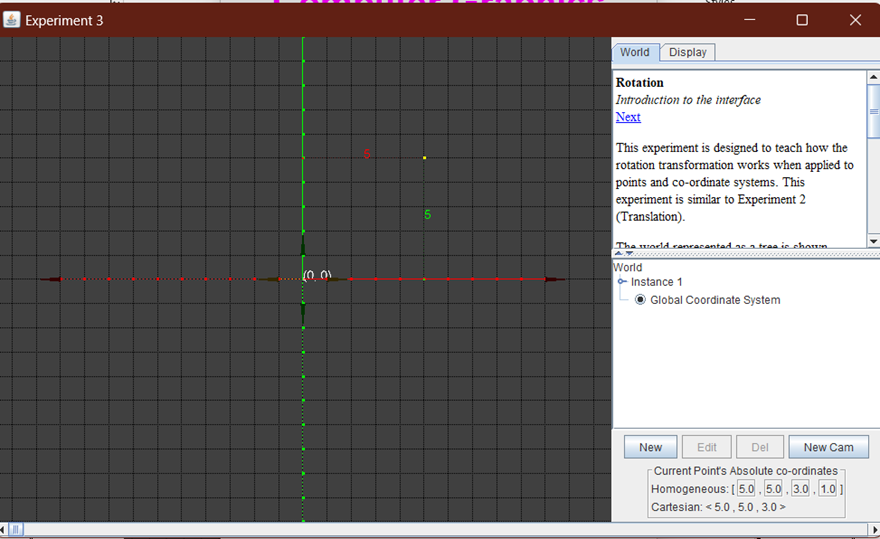 Computer Graphics
Styles
Experiment 3
World
Display
Rotation
Introduction to the interface
Next
This experiment is designed to teach how the
rotation transformation works when applied to
points and co-ordinate systems. This
experiment is similar to Experiment 2
(Translation).
The world represented as a tree is shown
5
5
(0, 0)
World
Instance 1
Global Coordinate System
New
Edit
Del
New Cam
Current Point's Absolute co-ordinates
Homogeneous: [ 5.0 , 5.0 , 3.0 , 1.0 ]
Cartesian: < 5.0 , 5.0 , 3.0 >